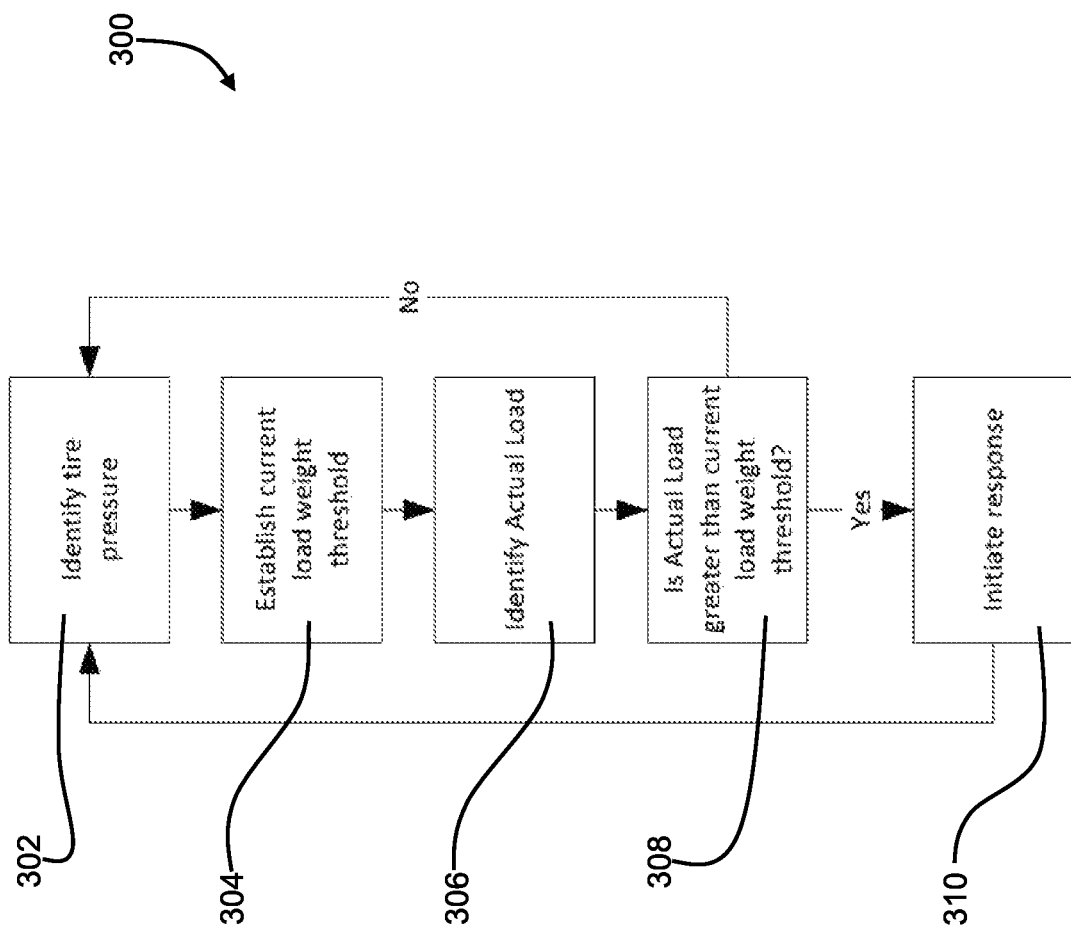 300
302
Identify tire
pressure
304
Establish current
load weight
threshold
306
Identify Actual Load
308
Is Actual Load
greater than current
load weight
threshold?
No
Yes
310
Initiate response